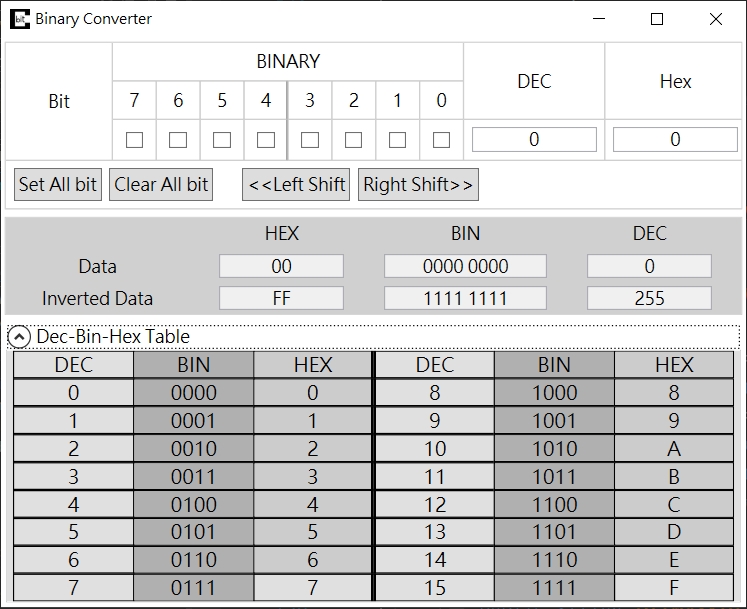 bit Binary Converter
BINARY
DEC
Hex
Bit
7 6 5 4 3 2 1 0
0 0
Set All bit Clear All bit <<Left Shift Right Shift>>
HEX BIN DEC
Data 00 0000 0000 0
Inverted Data FF 1111 1111 255
Dec-Bin-Hex Table
DEC BIN HEX DEC BIN HEX
0 0000 0 8 1000 8
1 0001 1 9 1001 9
2 0010 2 10 1010 A
3 0011 3 11 1011 B
4 0100 4 12 1100 C
5 0101 5 13 1101 D
6 0110 6 14 1110 E
7 0111 7 15 1111 F